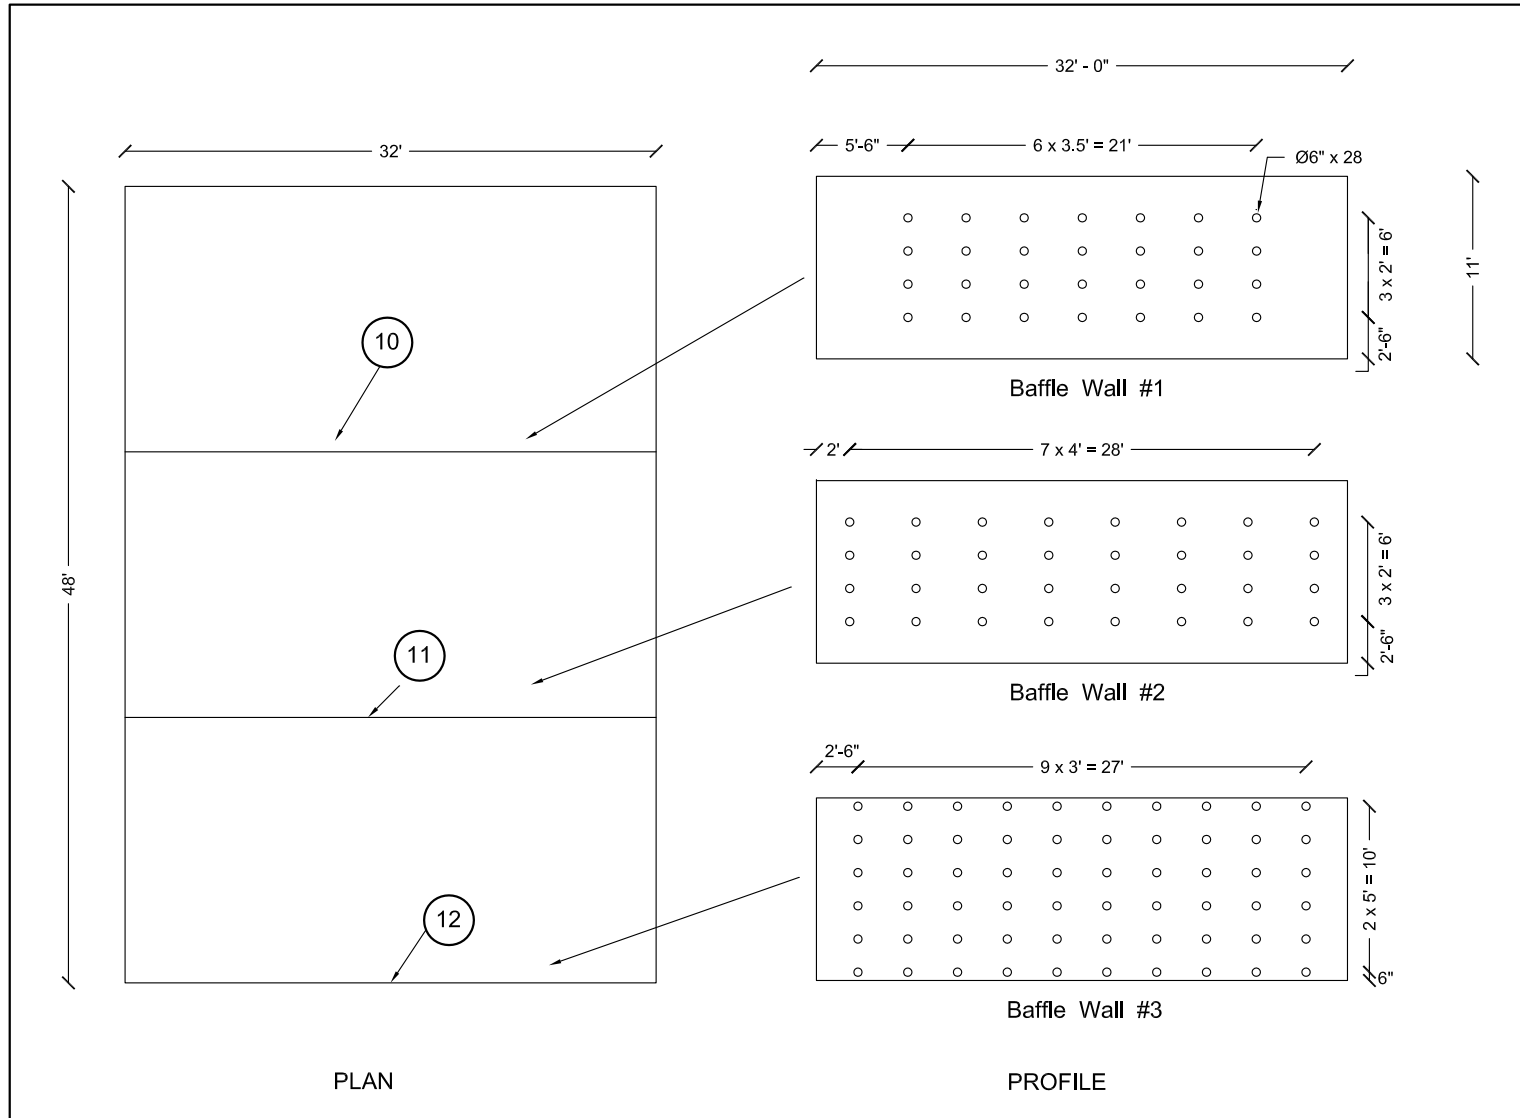 32'
48'
10
11
12
PLAN
32' - 0"
5'-6"
6 x 3.5' = 21'
Ø6" x 28
3 x 2' = 6'
2'-6"
11'
Baffle Wall #1
2'
7 x 4' = 28'
3 x 2' = 6'
2'-6"
Baffle Wall #2
2'-6"
9 x 3' = 27'
2 x 5' = 10'
6"
Baffle Wall #3
PROFILE